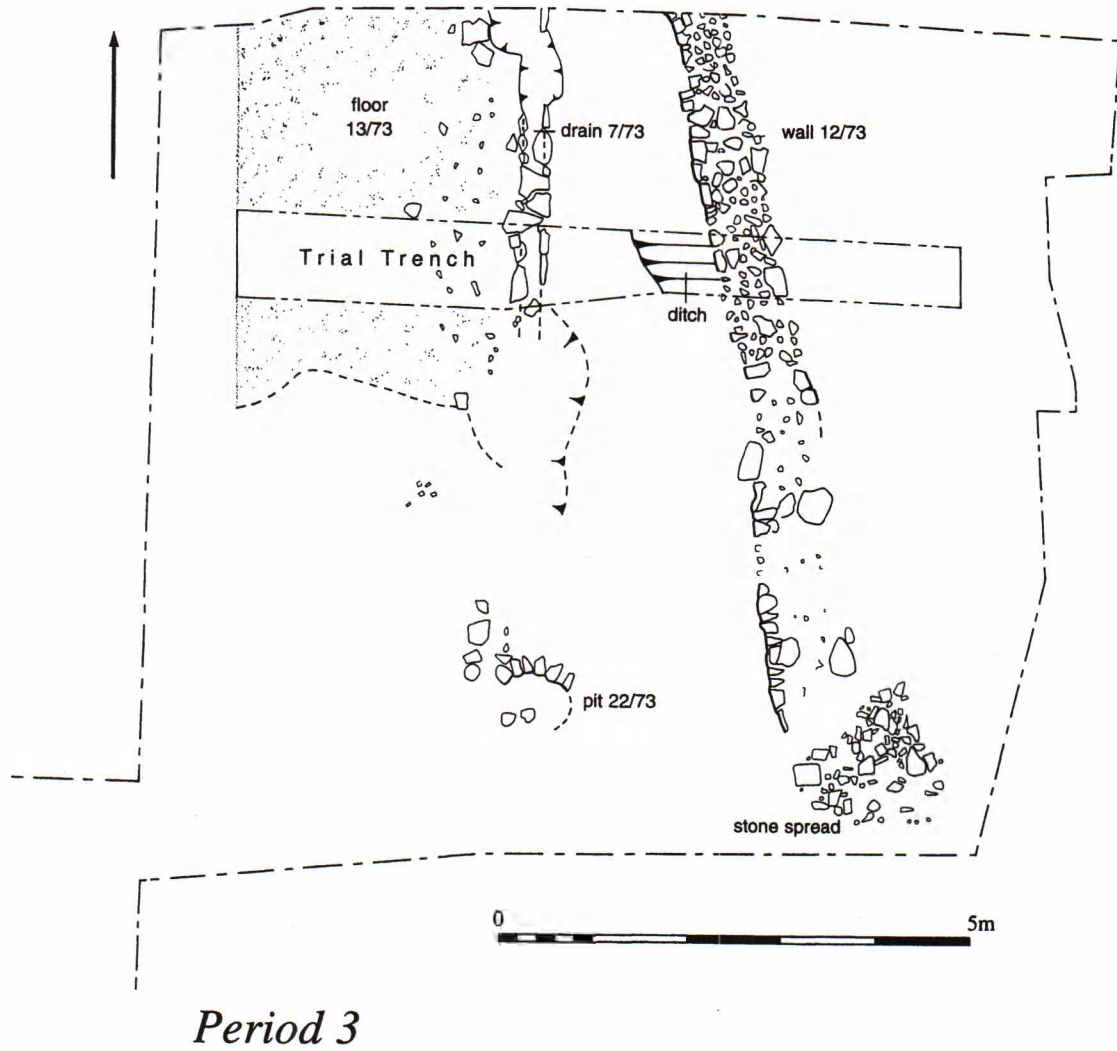 floor
13/73
drain 7/73
wall 12/73
Trial Trench
ditch
pit 22/73
stone spread
0
5m
Period 3